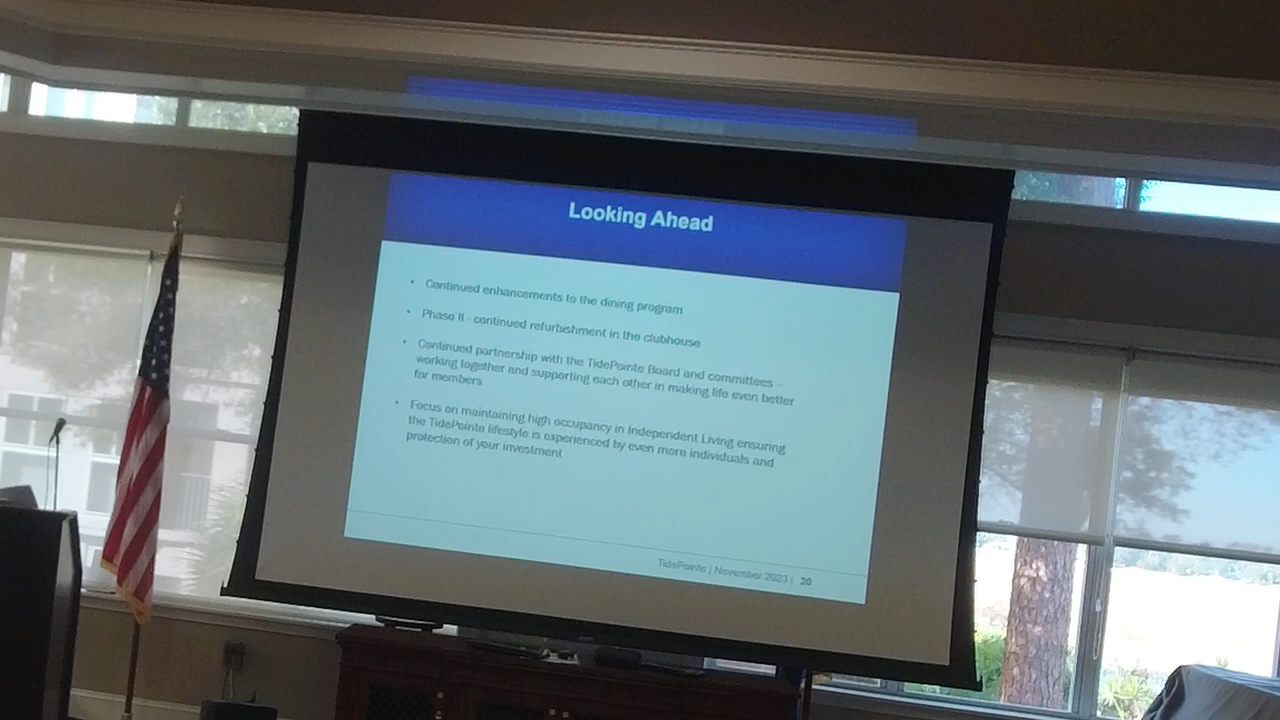 Looking Ahead
• Continued enhancements to the dining program
• Phase II - continued refurbishment in the clubhouse
• Continued partnership with the TidePointe Board and committees –
working together and supporting each other in making life even better
for members
• Focus on maintaining high occupancy in Independent Living ensuring
the TidePointe lifestyle is experienced by even more individuals and
protection of your investment
TidePointe | November 2023 | 20